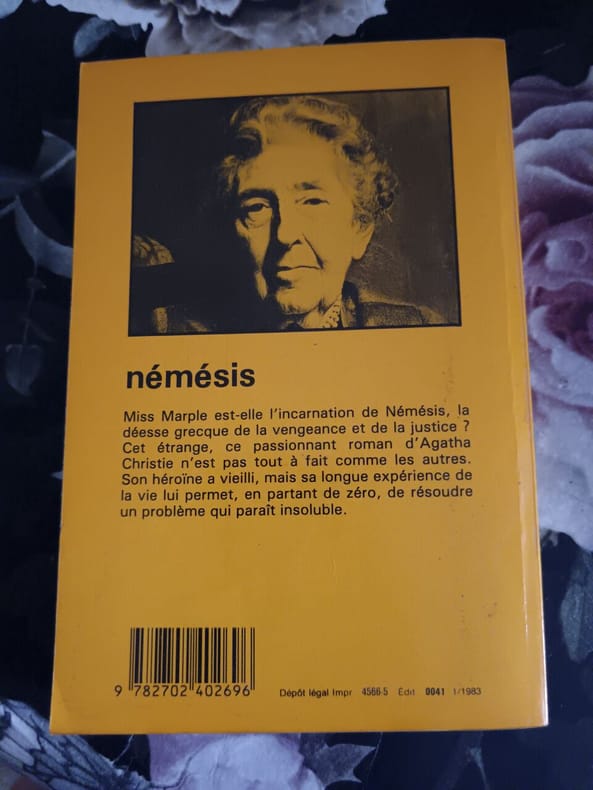 némésis
Miss Marple est-elle l'incarnation de Némésis, la
déesse grecque de la vengeance et de la justice ?
Cet étrange, ce passionnant roman d'Agatha
Christie n'est pas tout à fait comme les autres.
Son héroïne a vieilli, mais sa longue expérience de
la vie lui permet, en partant de zéro, de résoudre
un problème qui paraît insoluble.
9 782702 402696
Dépôt légal Impr 4566-5 Édit 0041 1/1983